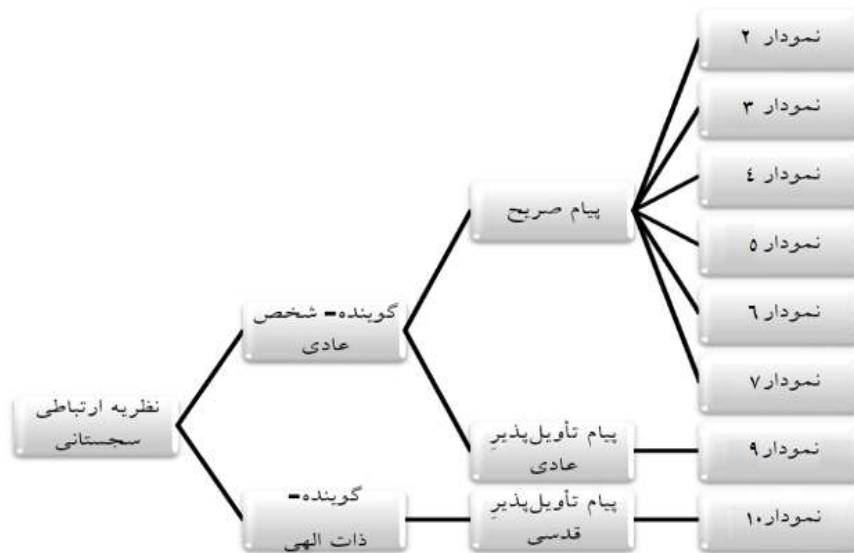 نمودار ۲
نمودار ۳
نمودار ٤
نمودار ٥
نمودار ٦
نمودار ۷
نمودار ۹
نمودار ۱۰
پیام صریح
پیام تأویل‌پذیرِ
عادی
پیام تأویل‌پذیرِ
قدسی
گوینده- شخص
عادی
گوینده-
ذات الهی
نظریه ارتباطی
سجستانی